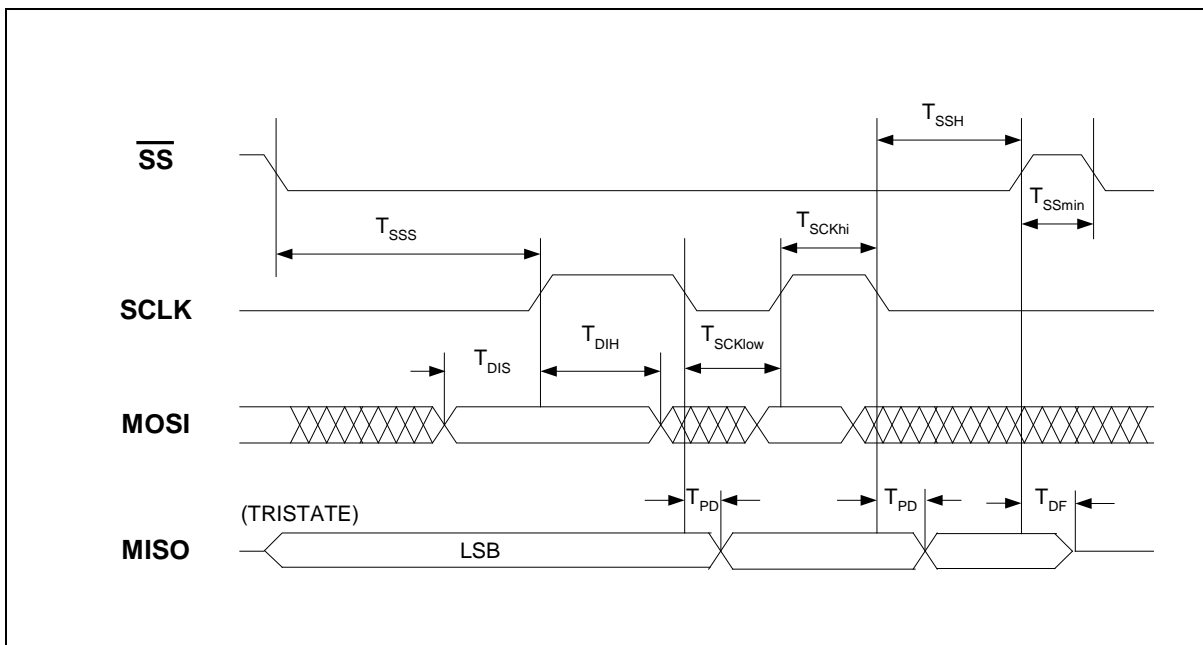 T_SSH
SS
T_SSmin
T_SSS
T_SCKhi
SCLK
T_DIH
T_SCKlow
T_DIS
MOSI
T_PD
T_PD
T_DF
(TRISTATE)
MISO
LSB